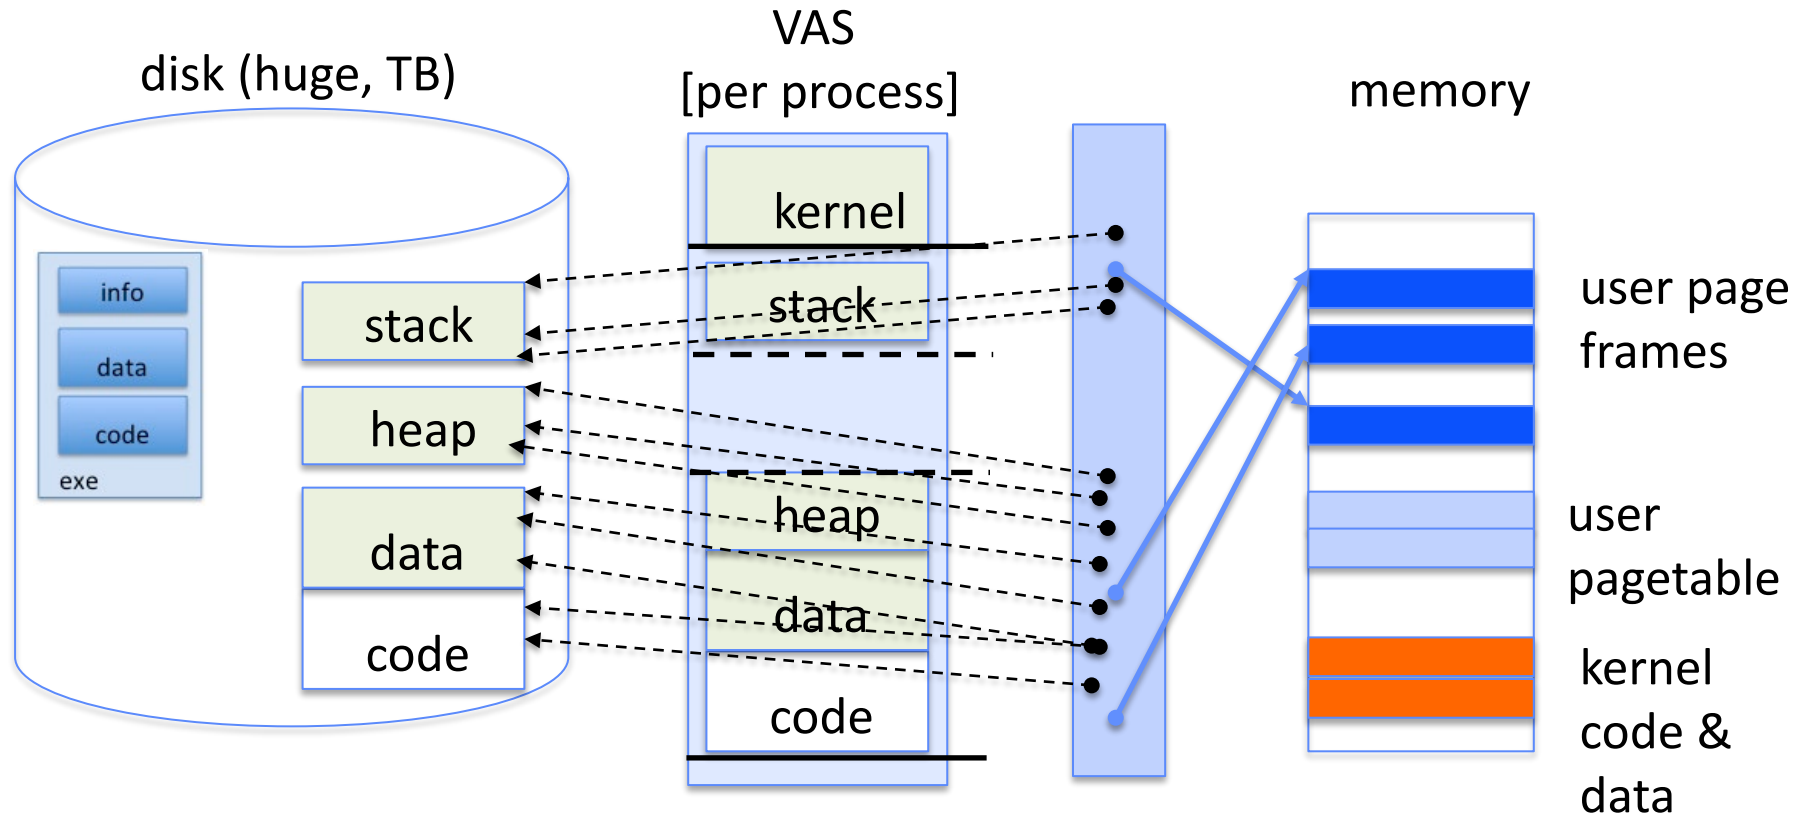 disk (huge, TB)
info
data
code
exe
stack
heap
data
code
VAS
[per process]
kernel
stack
heap
data
code
memory
user page
frames
user
pagetable
kernel
code &
data